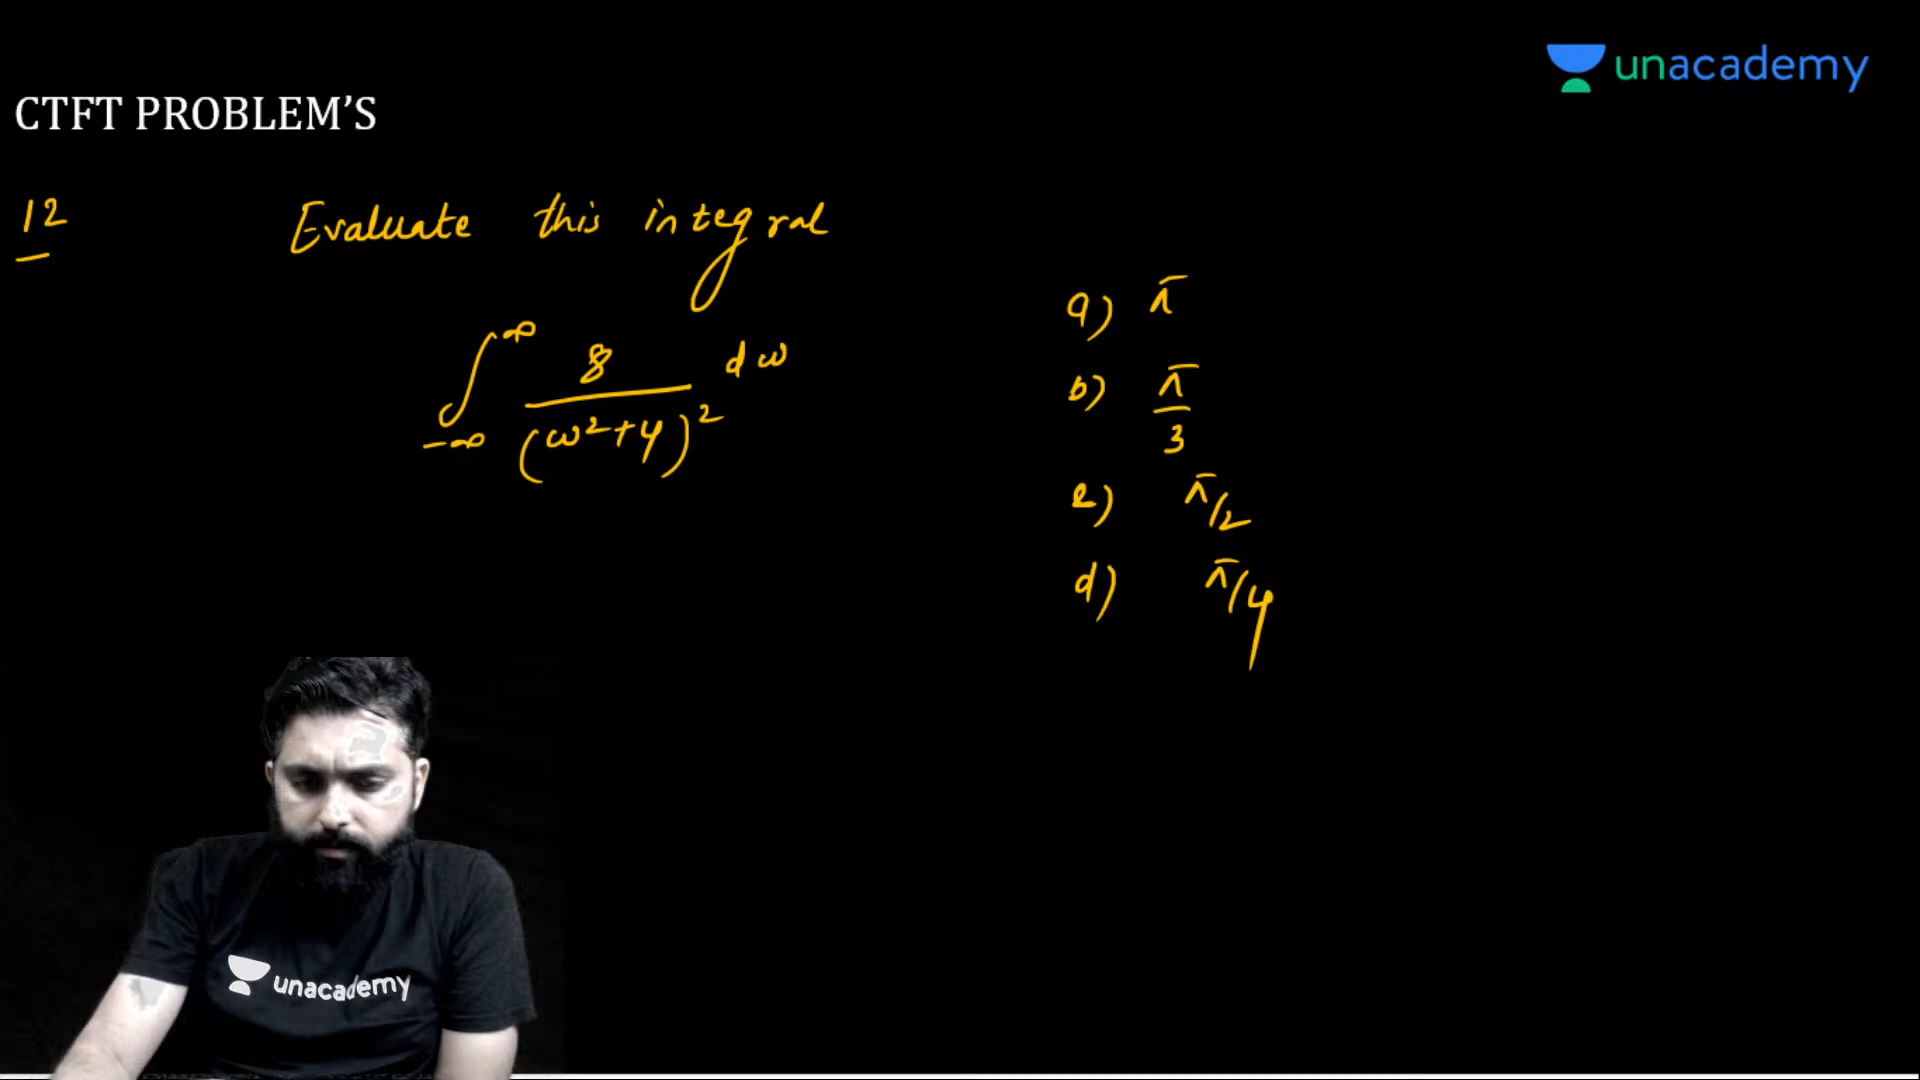 unacademy
CTFT PROBLEM'S
12
Evaluate this integral
∫_{-∞}^{∞} 8/(ω²+4)² dω
a) π
b) π/3
c) π/2
d) π/4
unacademy